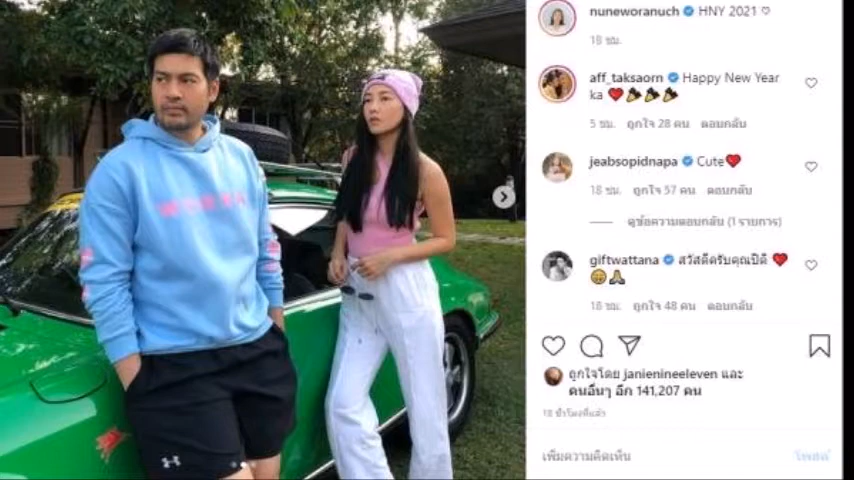 nuneworanuch HNY 2021
18 ชม.
aff_taksaorn Happy New Year
ka
5 ชม. ถูกใจ 28 คน ตอบกลับ
jeabsopidnapa Cute
18 ชม. ถูกใจ 57 คน ตอบกลับ
ดูข้อความตอบกลับ (1 รายการ)
giftwattana สวัสดีครับคุณปีดี
18 ชม. ถูกใจ 48 คน ตอบกลับ
ถูกใจโดย janienineeleven และ
คนอื่นๆ อีก 141,207 คน
18 ชั่วโมงที่แล้ว
เพิ่มความคิดเห็น
โพสต์